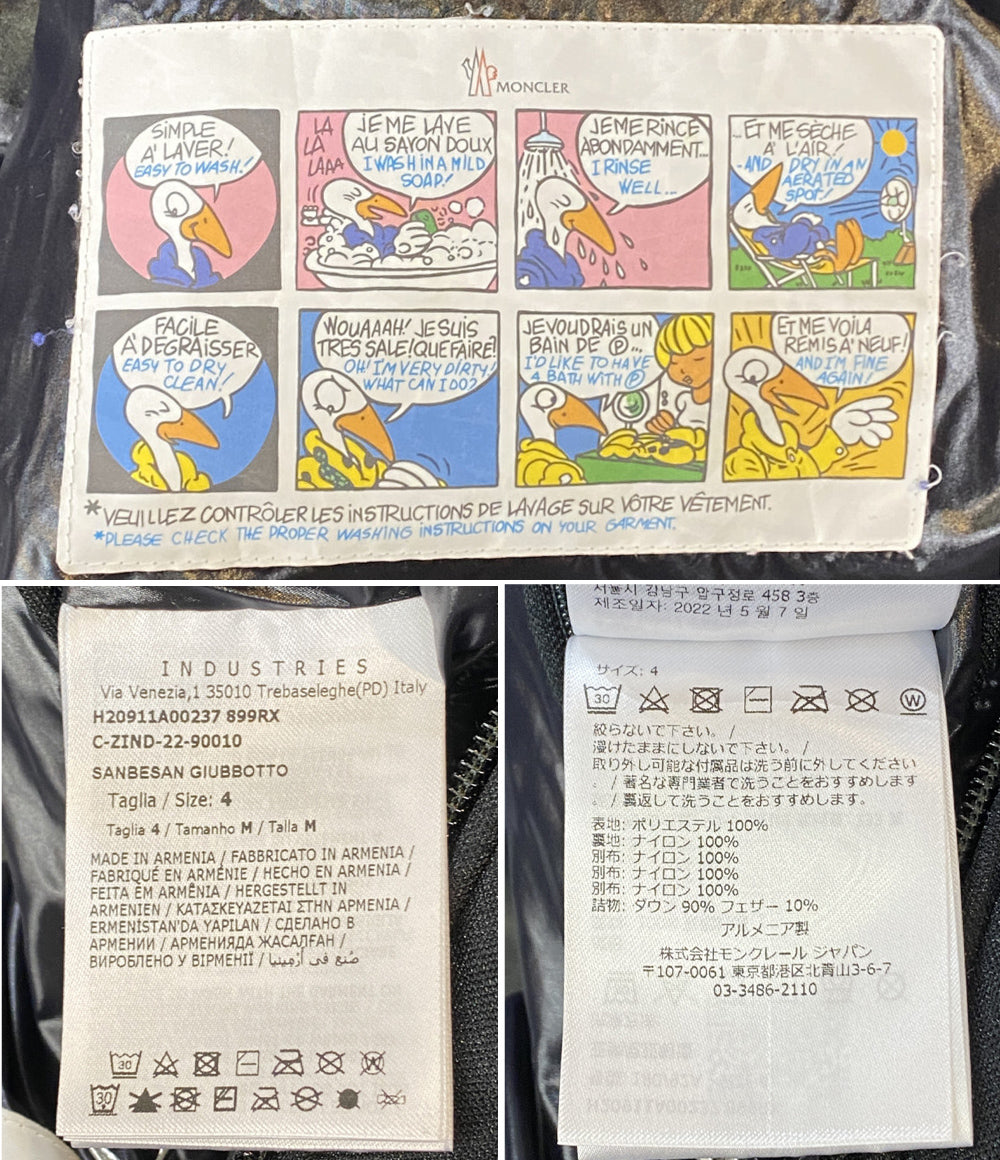 MONCLER
SIMPLE
A' LAVER!
EASY TO WASH!
LA
LA
LAAA
JE ME LAVE
AU SAVON DOUX
I WASH IN A MILD
SOAP!
JE ME RINCE
ABONDAMMENT...
I RINSE
WELL...
...ET ME SÈCHE
A' L'AIR!
-AND DRY IN AN
AERATED
SPOT!
FACILE
A' DEGRAISSER
EASY TO DRY
CLEAN!
WOUAAAH! JE SUIS
TRES SALE! QUE FAIRE?
OH! I'M VERY DIRTY!
WHAT CAN I DO?
JE VOUDRAIS UN
BAIN DE Ⓟ...
I'D LIKE TO HAVE
A BATH WITH Ⓟ
ET ME VOILA
REMIS A' NEUF!
AND I'M FINE
AGAIN!
*VEUILLEZ CONTRÔLER LES INSTRUCTIONS DE LAVAGE SUR VÔTRE VÊTEMENT.
*PLEASE CHECK THE PROPER WASHING INSTRUCTIONS ON YOUR GARMENT.
INDUSTRIES
Via Venezia,1 35010 Trebaseleghe(PD) Italy
H20911A00237 899RX
C-ZIND-22-90010
SANBESAN GIUBBOTTO
Taglia / Size: 4
Taglia 4 / Tamanho M / Talla M
MADE IN ARMENIA / FABBRICATO IN ARMENIA /
FABRIQUÉ EN ARMÉNIE / HECHO EN ARMENIA /
FEITA EM ARMÊNIA / HERGESTELLT IN
ARMENIEN / ΚΑΤΑΣΚΕΥΑΖΕΤΑΙ ΣΤΗΝ ΑΡΜΕΝΙΑ /
ERMENİSTAN'DA YAPILAN / СДЕЛАНО В
АРМЕНИИ / АРМЕНИЯДА ЖАСАЛҒАН /
ВИРОБЛЕНО У ВІРМЕНІЇ / صُنع في أرْمِينيا
30
W
30
서울시 강남구 압구정로 458 3층
제조일자: 2022 년 5 월 7 일
サイズ: 4
30
W
絞らないで下さい。 /
漬けたままにしないで下さい。 /
取り外し可能な付属品は洗う前に外してください
。 / 著名な専門業者で洗うことをおすすめします
。 / 裏返して洗うことをおすすめします。
表地: ポリエステル 100%
裏地: ナイロン 100%
別布: ナイロン 100%
別布: ナイロン 100%
別布: ナイロン 100%
詰物: ダウン 90% フェザー 10%
アルメニア製
株式会社モンクレール ジャパン
〒107-0061 東京都港区北青山3-6-7
03-3486-2110